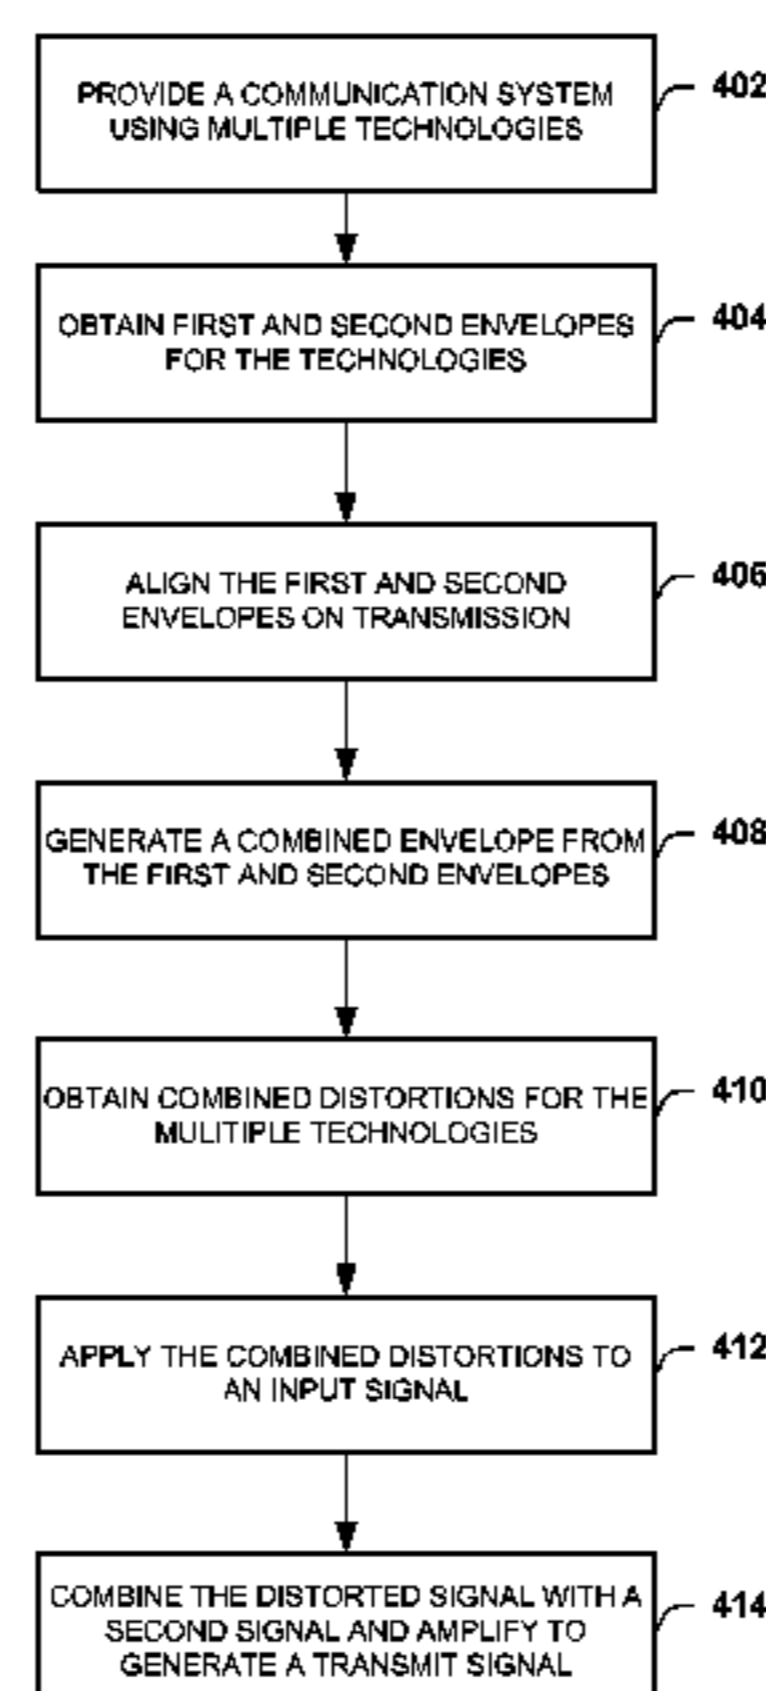 PROVIDE A COMMUNICATION SYSTEM
USING MULTIPLE TECHNOLOGIES
402
OBTAIN FIRST AND SECOND ENVELOPES
FOR THE TECHNOLOGIES
404
ALIGN THE FIRST AND SECOND
ENVELOPES ON TRANSMISSION
406
GENERATE A COMBINED ENVELOPE FROM
THE FIRST AND SECOND ENVELOPES
408
OBTAIN COMBINED DISTORTIONS FOR THE
MULITIPLE TECHNOLOGIES
410
APPLY THE COMBINED DISTORTIONS TO
AN INPUT SIGNAL
412
COMBINE THE DISTORTED SIGNAL WITH A
SECOND SIGNAL AND AMPLIFY TO
GENERATE A TRANSMIT SIGNAL
414